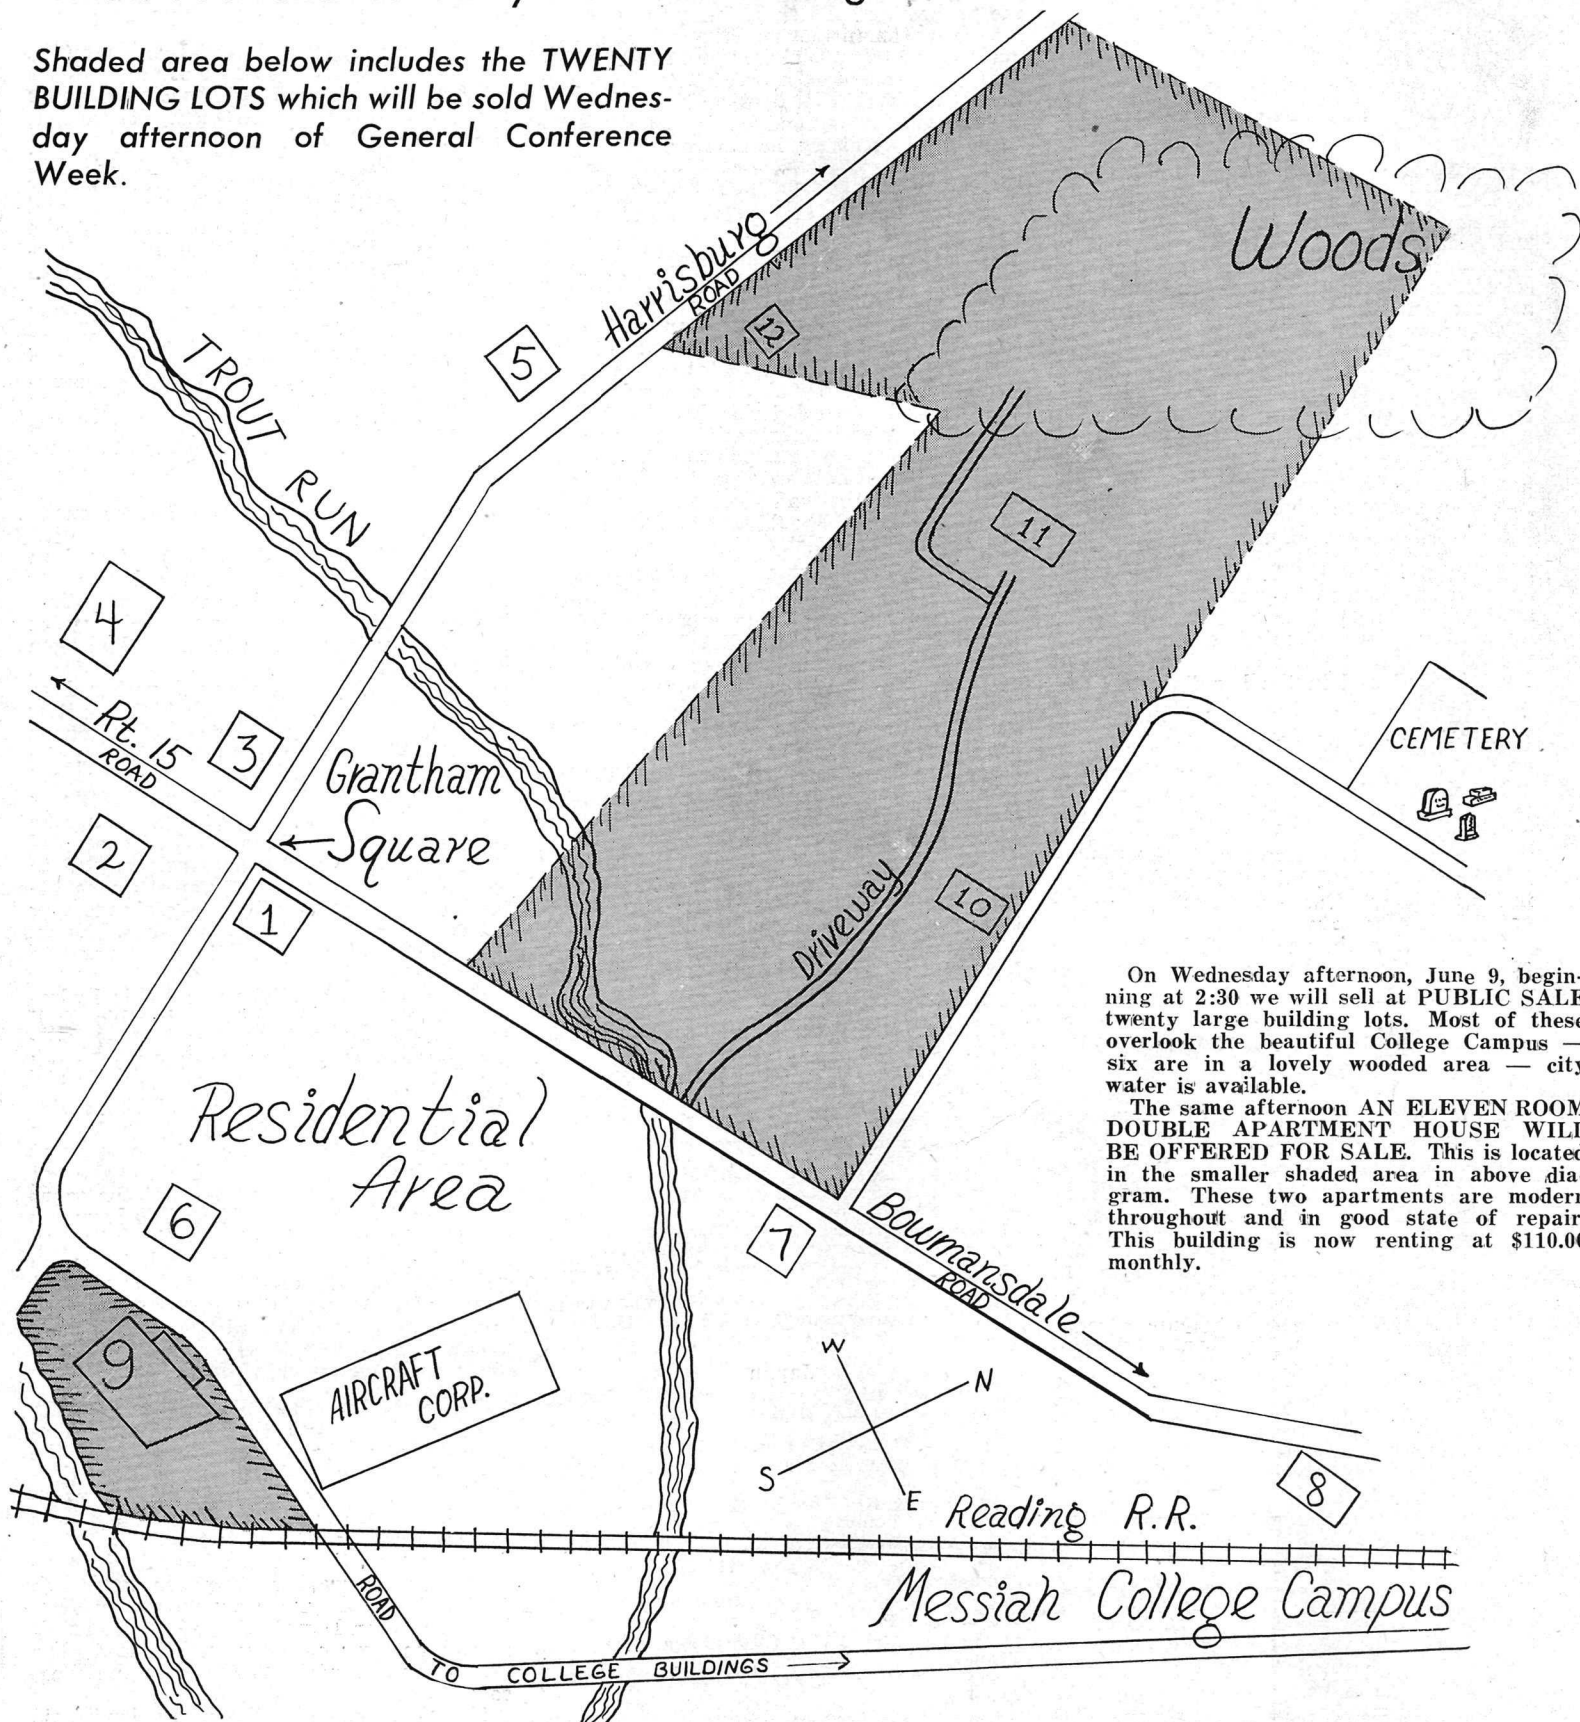 Shaded area below includes the TWENTY
BUILDING LOTS which will be sold Wednes-
day afternoon of General Conference
Week.
Woods
Harrisburg
ROAD
12
5
TROUT RUN
11
4
Rt. 15
ROAD
3
Grantham
Square
CEMETERY
2
1
Driveway
10
On Wednesday afternoon, June 9, begin-
ning at 2:30 we will sell at PUBLIC SALE
twenty large building lots. Most of these
overlook the beautiful College Campus —
six are in a lovely wooded area — city
water is available.
The same afternoon AN ELEVEN ROOM
DOUBLE APARTMENT HOUSE WILL
BE OFFERED FOR SALE. This is located
in the smaller shaded area in above dia-
gram. These two apartments are modern
throughout and in good state of repair.
This building is now renting at $110.00
monthly.
Residential
Area
6
7
Bowmansdale
ROAD
9
AIRCRAFT
CORP.
W
N
S
E
8
Reading R.R.
Messiah College Campus
ROAD
TO COLLEGE BUILDINGS